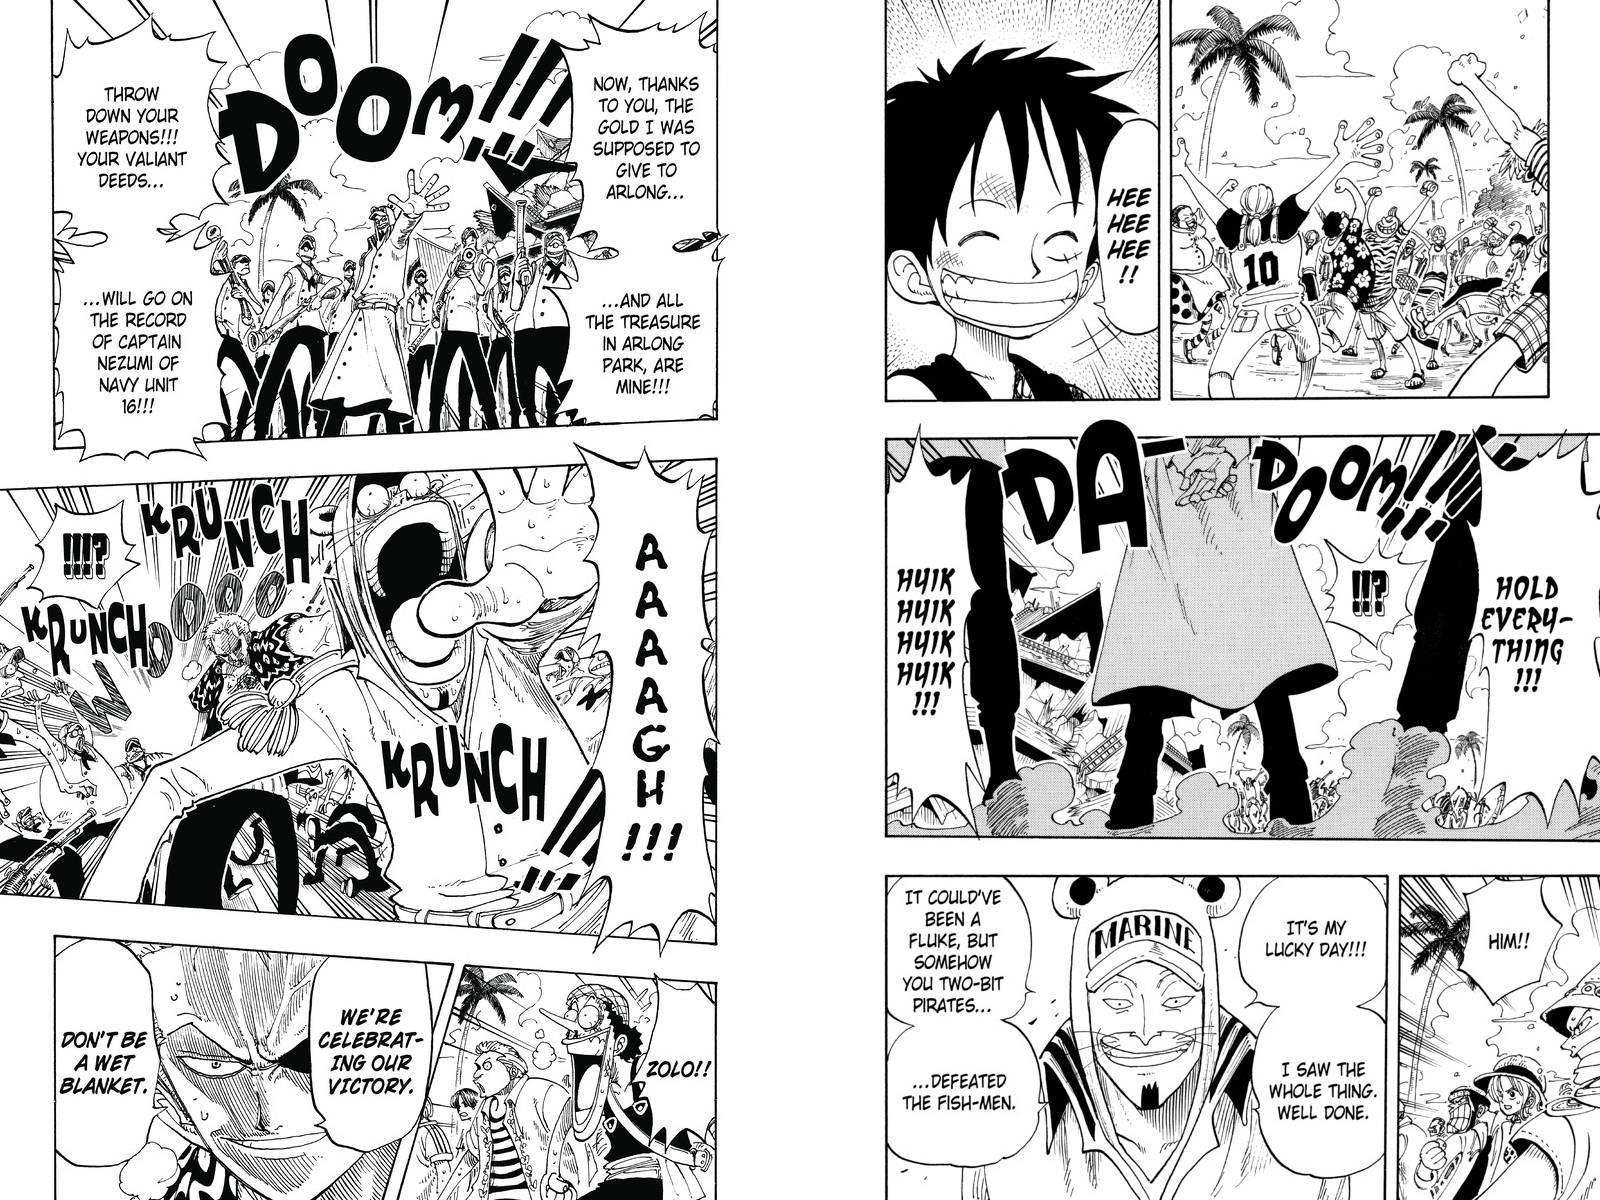 HEE
HEE
HEE
HEE
!!
10
DA-
DOOM!!!
HOLD
EVERY-
THING
!!!
!!?
HYIK
HYIK
HYIK
HYIK
!!!
HIM!!
MARINE
IT'S MY
LUCKY DAY!!!
I SAW THE
WHOLE THING.
WELL DONE.
IT COULD'VE
BEEN A
FLUKE, BUT
SOMEHOW
YOU TWO-BIT
PIRATES...
...DEFEATED
THE FISH-MEN.
DOOM!!!
NOW, THANKS
TO YOU, THE
GOLD I WAS
SUPPOSED TO
GIVE TO
ARLONG...
...AND ALL
THE TREASURE
IN ARLONG
PARK, ARE
MINE!!!
THROW
DOWN YOUR
WEAPONS!!!
YOUR VALIANT
DEEDS...
...WILL GO ON
THE RECORD
OF CAPTAIN
NEZUMI OF
NAVY UNIT
16!!!
A
A
A
A
G
H
!!!
KRUNCH
KRUNCH
KRUNCH
!!!
WOOOO
!!!?
ZOLO!!
WE'RE
CELEBRAT-
ING OUR
VICTORY.
DON'T BE
A WET
BLANKET.